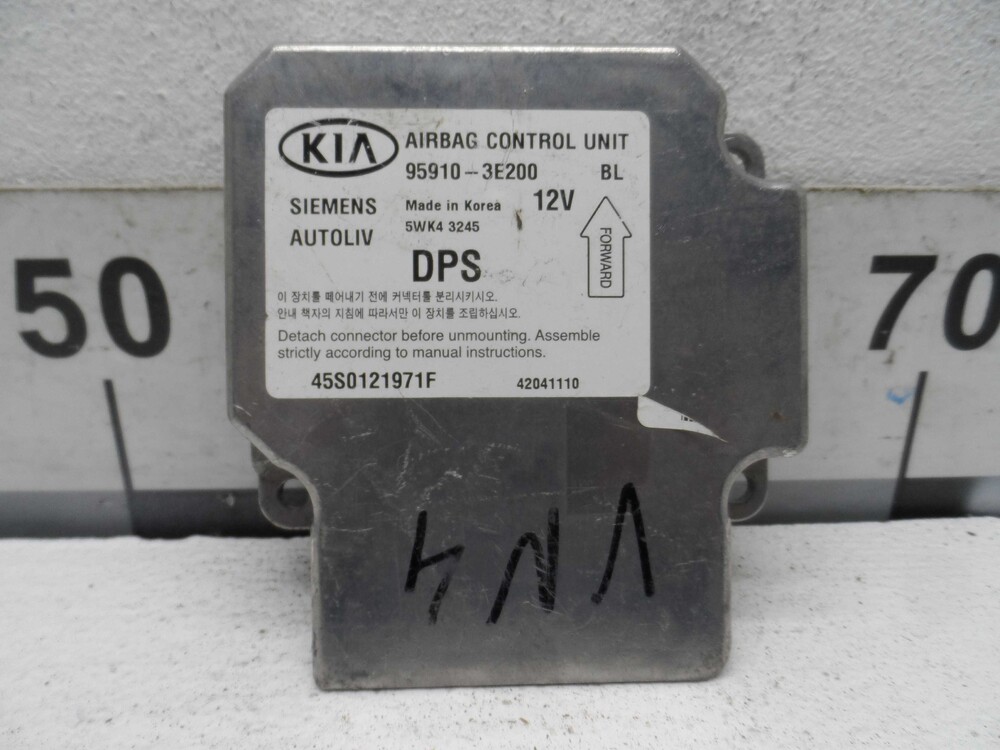 KIA AIRBAG CONTROL UNIT
95910-3E200 BL
SIEMENS
AUTOLIV
Made in Korea 12V
5WK4 3245
FORWARD
DPS
이 장치를 떼어내기 전에 커넥터를 분리시키시오.
안내 책자의 지침에 따라서만 이 장치를 조립하십시오.
Detach connector before unmounting. Assemble
strictly according to manual instructions.
45S0121971F 42041110
50
70